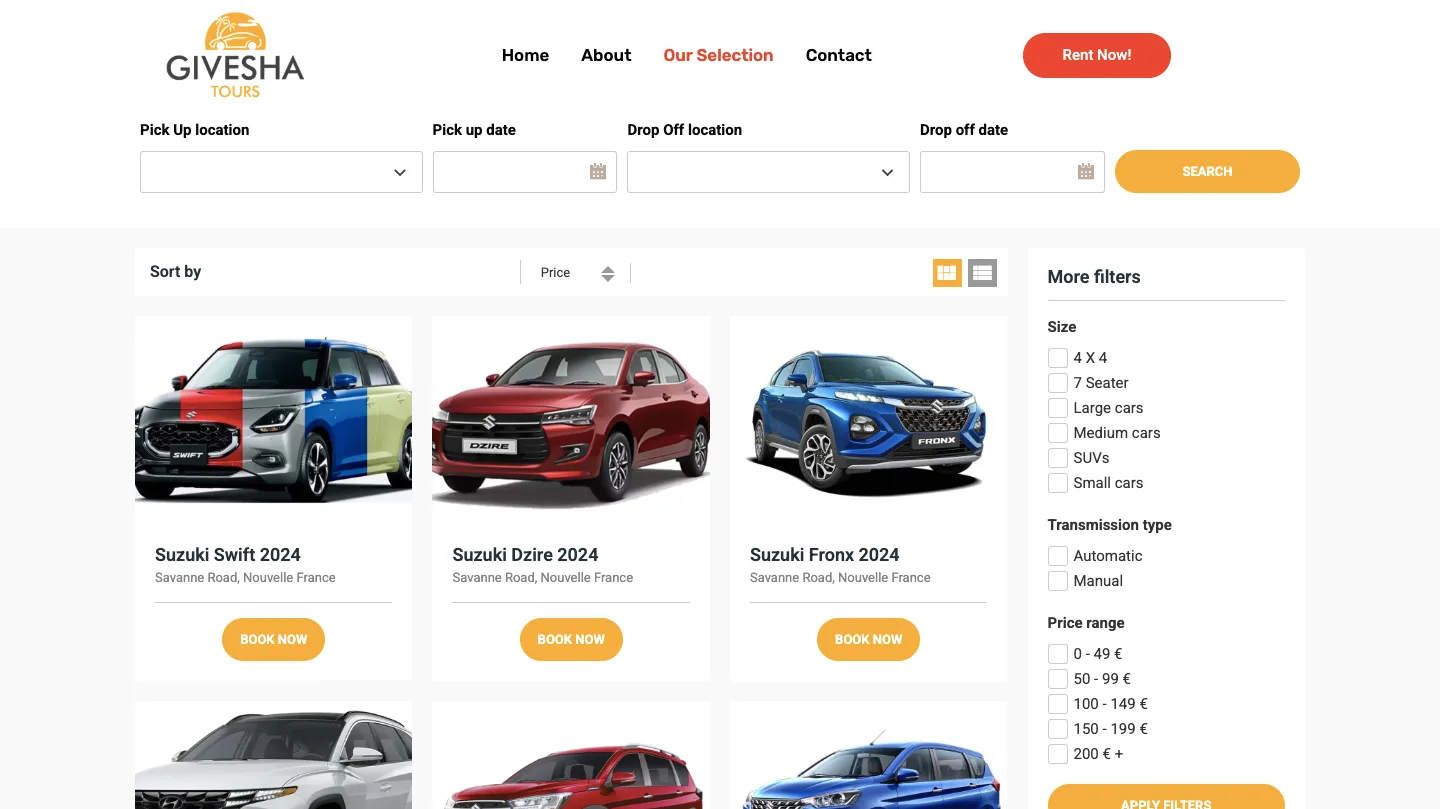 GIVESHA
TOURS
Home
About
Our Selection
Contact
Rent Now!
Pick Up location
Pick up date
Drop Off location
Drop off date
SEARCH
Sort by
Price
More filters
Size
4 X 4
7 Seater
Large cars
Medium cars
SUVs
Small cars
Transmission type
Automatic
Manual
Price range
0 - 49 €
50 - 99 €
100 - 149 €
150 - 199 €
200 € +
APPLY FILTERS
SWIFT
Suzuki Swift 2024
Savanne Road, Nouvelle France
BOOK NOW
DZIRE
Suzuki Dzire 2024
Savanne Road, Nouvelle France
BOOK NOW
FRONX
Suzuki Fronx 2024
Savanne Road, Nouvelle France
BOOK NOW